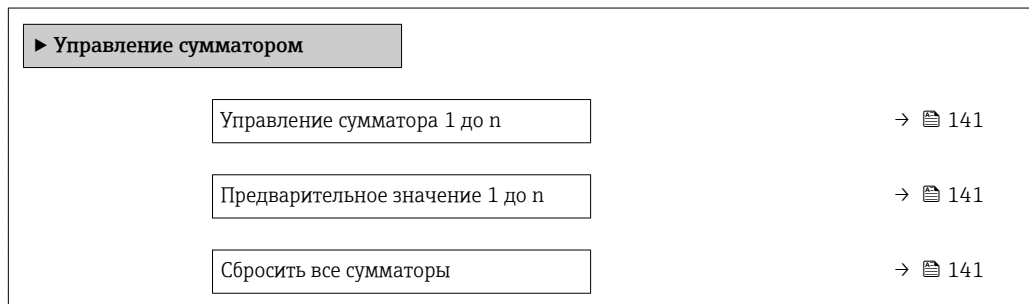 ► Управление сумматором
Управление сумматора 1 до n → 141
Предварительное значение 1 до n → 141
Сбросить все сумматоры → 141